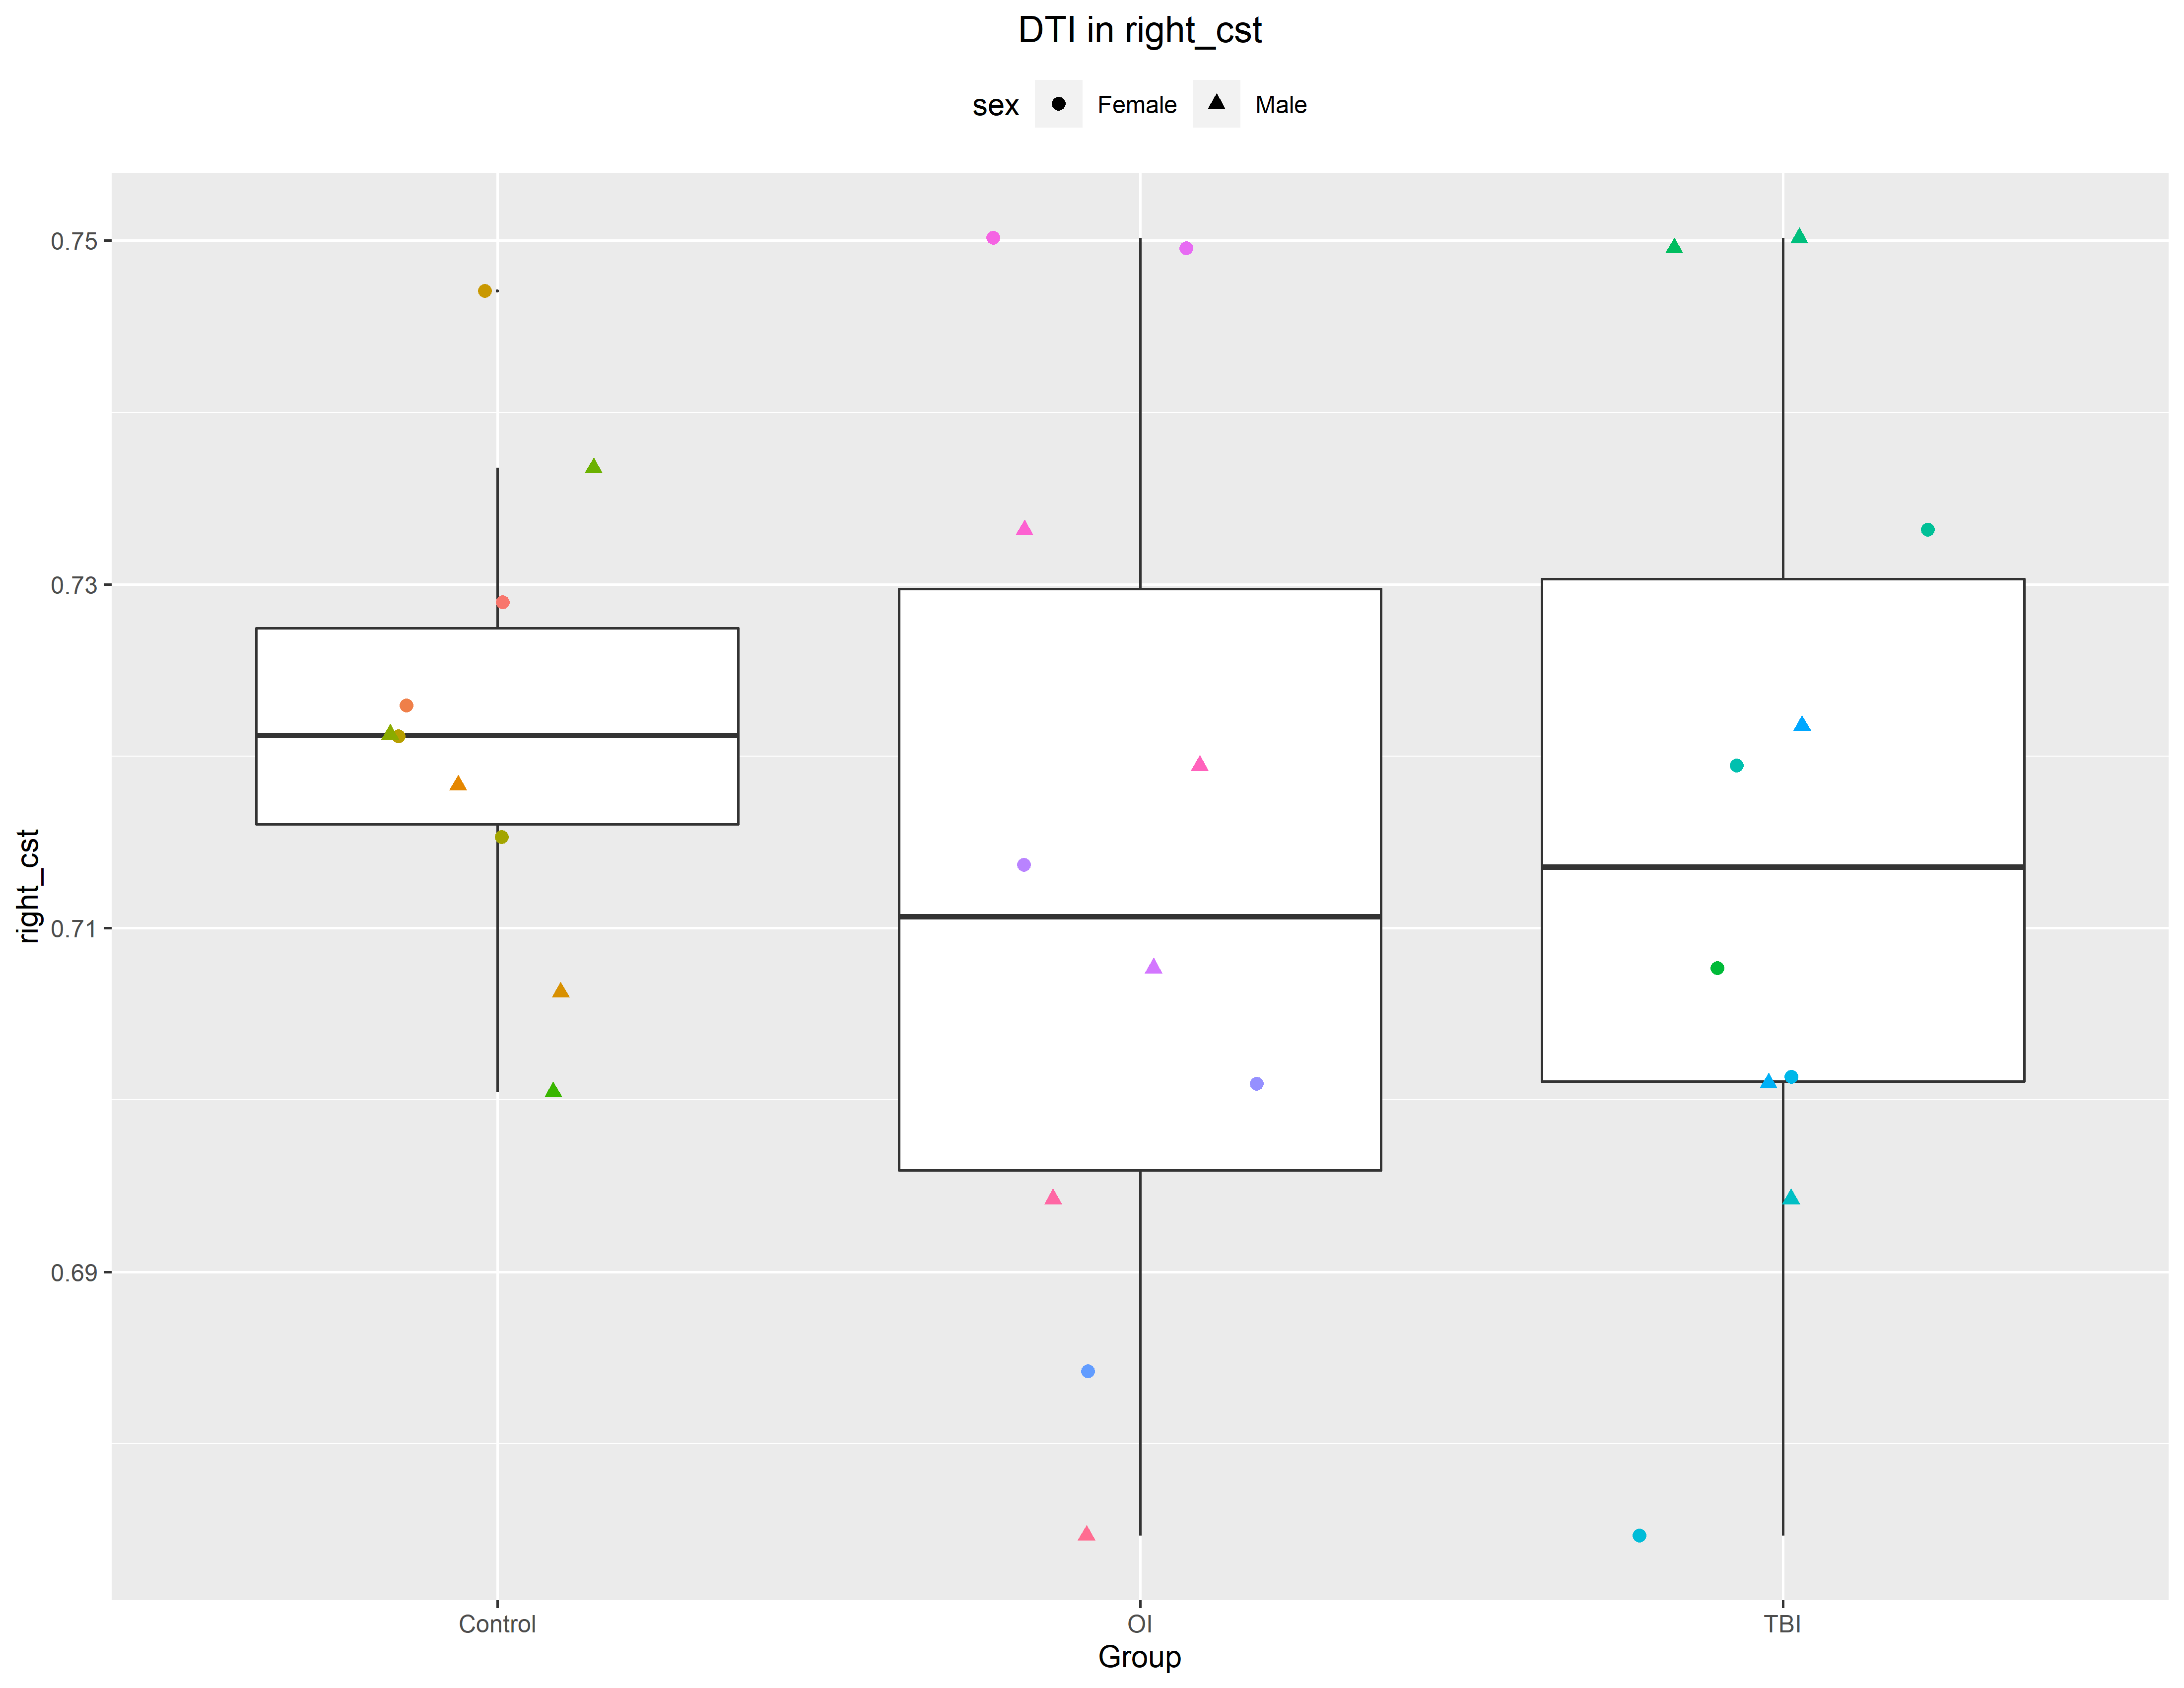 DTI in right_cst
sex Female Male
right_cst
0.75
0.73
0.71
0.69
Control OI TBI
Group